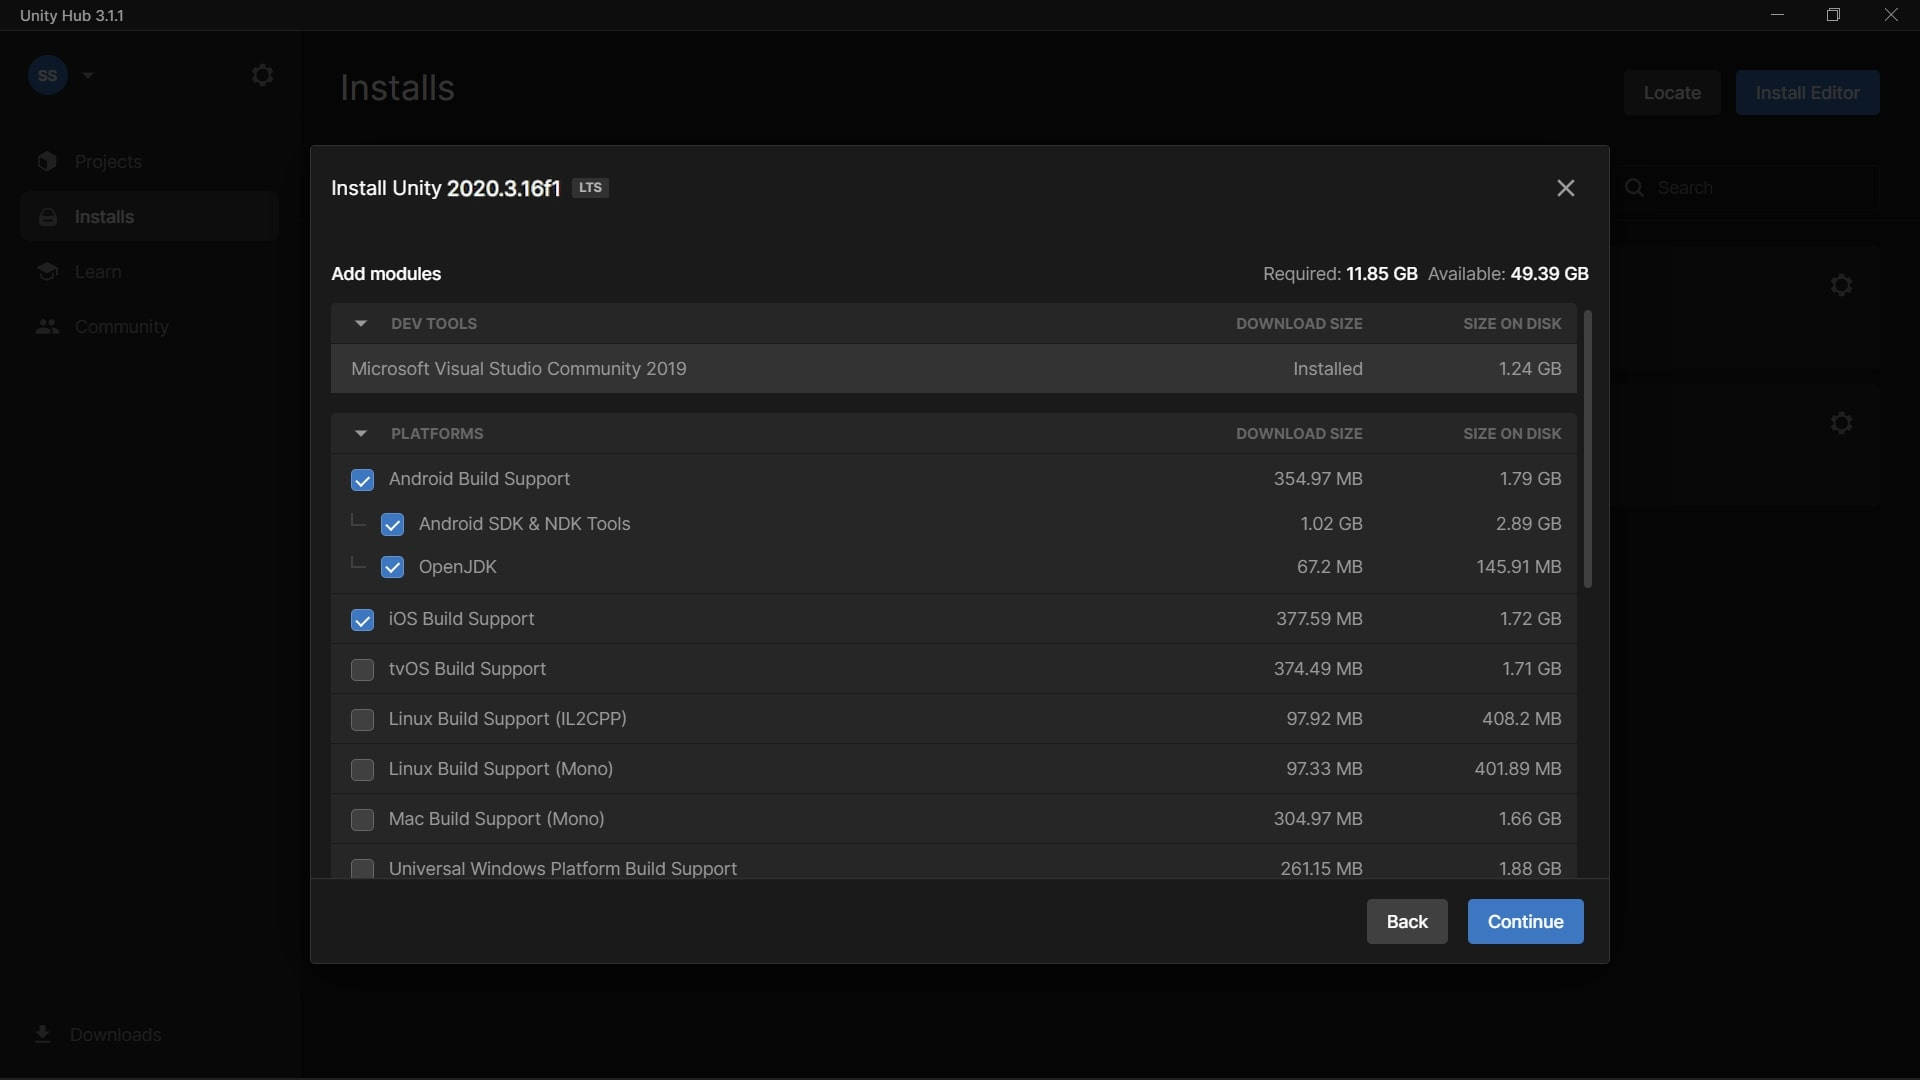 Unity Hub 3.1.1
SS
Installs
Locate
Install Editor
Projects
Installs
Learn
Community
Search
Install Unity 2020.3.16f1 LTS
Add modules
Required: 11.85 GB Available: 49.39 GB
DEV TOOLS DOWNLOAD SIZE SIZE ON DISK
Microsoft Visual Studio Community 2019 Installed 1.24 GB
PLATFORMS DOWNLOAD SIZE SIZE ON DISK
Android Build Support 354.97 MB 1.79 GB
Android SDK & NDK Tools 1.02 GB 2.89 GB
OpenJDK 67.2 MB 145.91 MB
iOS Build Support 377.59 MB 1.72 GB
tvOS Build Support 374.49 MB 1.71 GB
Linux Build Support (IL2CPP) 97.92 MB 408.2 MB
Linux Build Support (Mono) 97.33 MB 401.89 MB
Mac Build Support (Mono) 304.97 MB 1.66 GB
Universal Windows Platform Build Support 261.15 MB 1.88 GB
Back
Continue
Downloads